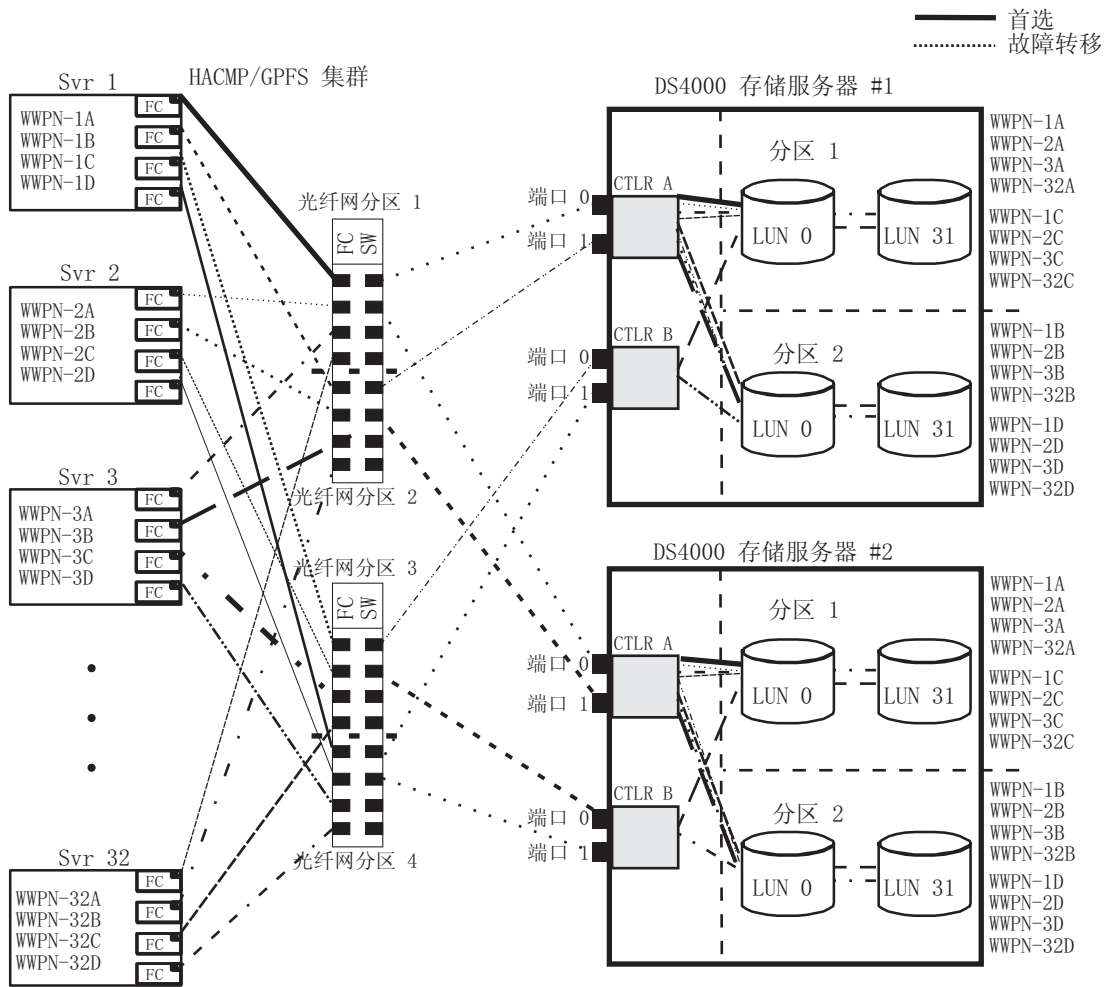 首选
故障转移
HACMP/GPFS 集群
Svr 1
FC
FC
FC
FC
WWPN-1A
WWPN-1B
WWPN-1C
WWPN-1D
Svr 2
FC
FC
FC
FC
WWPN-2A
WWPN-2B
WWPN-2C
WWPN-2D
Svr 3
FC
FC
FC
FC
WWPN-3A
WWPN-3B
WWPN-3C
WWPN-3D
Svr 32
FC
FC
FC
FC
WWPN-32A
WWPN-32B
WWPN-32C
WWPN-32D
光纤网分区 1
FC
SW
光纤网分区 2
光纤网分区 3
FC
SW
光纤网分区 4
DS4000 存储服务器 #1
端口 0
端口 1
CTLR A
端口 0
端口 1
CTLR B
分区 1
LUN 0
LUN 31
分区 2
LUN 0
LUN 31
WWPN-1A
WWPN-2A
WWPN-3A
WWPN-32A
WWPN-1C
WWPN-2C
WWPN-3C
WWPN-32C
WWPN-1B
WWPN-2B
WWPN-3B
WWPN-32B
WWPN-1D
WWPN-2D
WWPN-3D
WWPN-32D
DS4000 存储服务器 #2
端口 0
端口 1
CTLR A
端口 0
端口 1
CTLR B
分区 1
LUN 0
LUN 31
分区 2
LUN 0
LUN 31
WWPN-1A
WWPN-2A
WWPN-3A
WWPN-32A
WWPN-1C
WWPN-2C
WWPN-3C
WWPN-32C
WWPN-1B
WWPN-2B
WWPN-3B
WWPN-32B
WWPN-1D
WWPN-2D
WWPN-3D
WWPN-32D